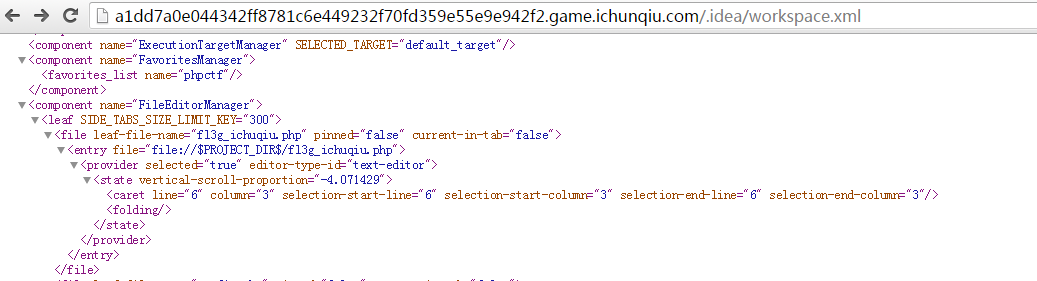 a1dd7a0e044342ff8781c6e449232f70fd359e55e9e942f2.game.ichunqiu.com/.idea/workspace.xml
<component name="ExecutionTargetManager" SELECTED_TARGET="default_target"/>
<component name="FavoritesManager">
<favorites_list name="phpctf"/>
</component>
<component name="FileEditorManager">
<leaf SIDE_TABS_SIZE_LIMIT_KEY="300">
<file leaf-file-name="fl3g_ichuqiu.php" pinned="false" current-in-tab="false">
<entry file="file://$PROJECT_DIR$/fl3g_ichuqiu.php">
<provider selected="true" editor-type-id="text-editor">
<state vertical-scroll-proportion="-4.071429">
<caret line="6" column="3" selection-start-line="6" selection-start-column="3" selection-end-line="6" selection-end-column="3"/>
<folding/>
</state>
</provider>
</entry>
</file>